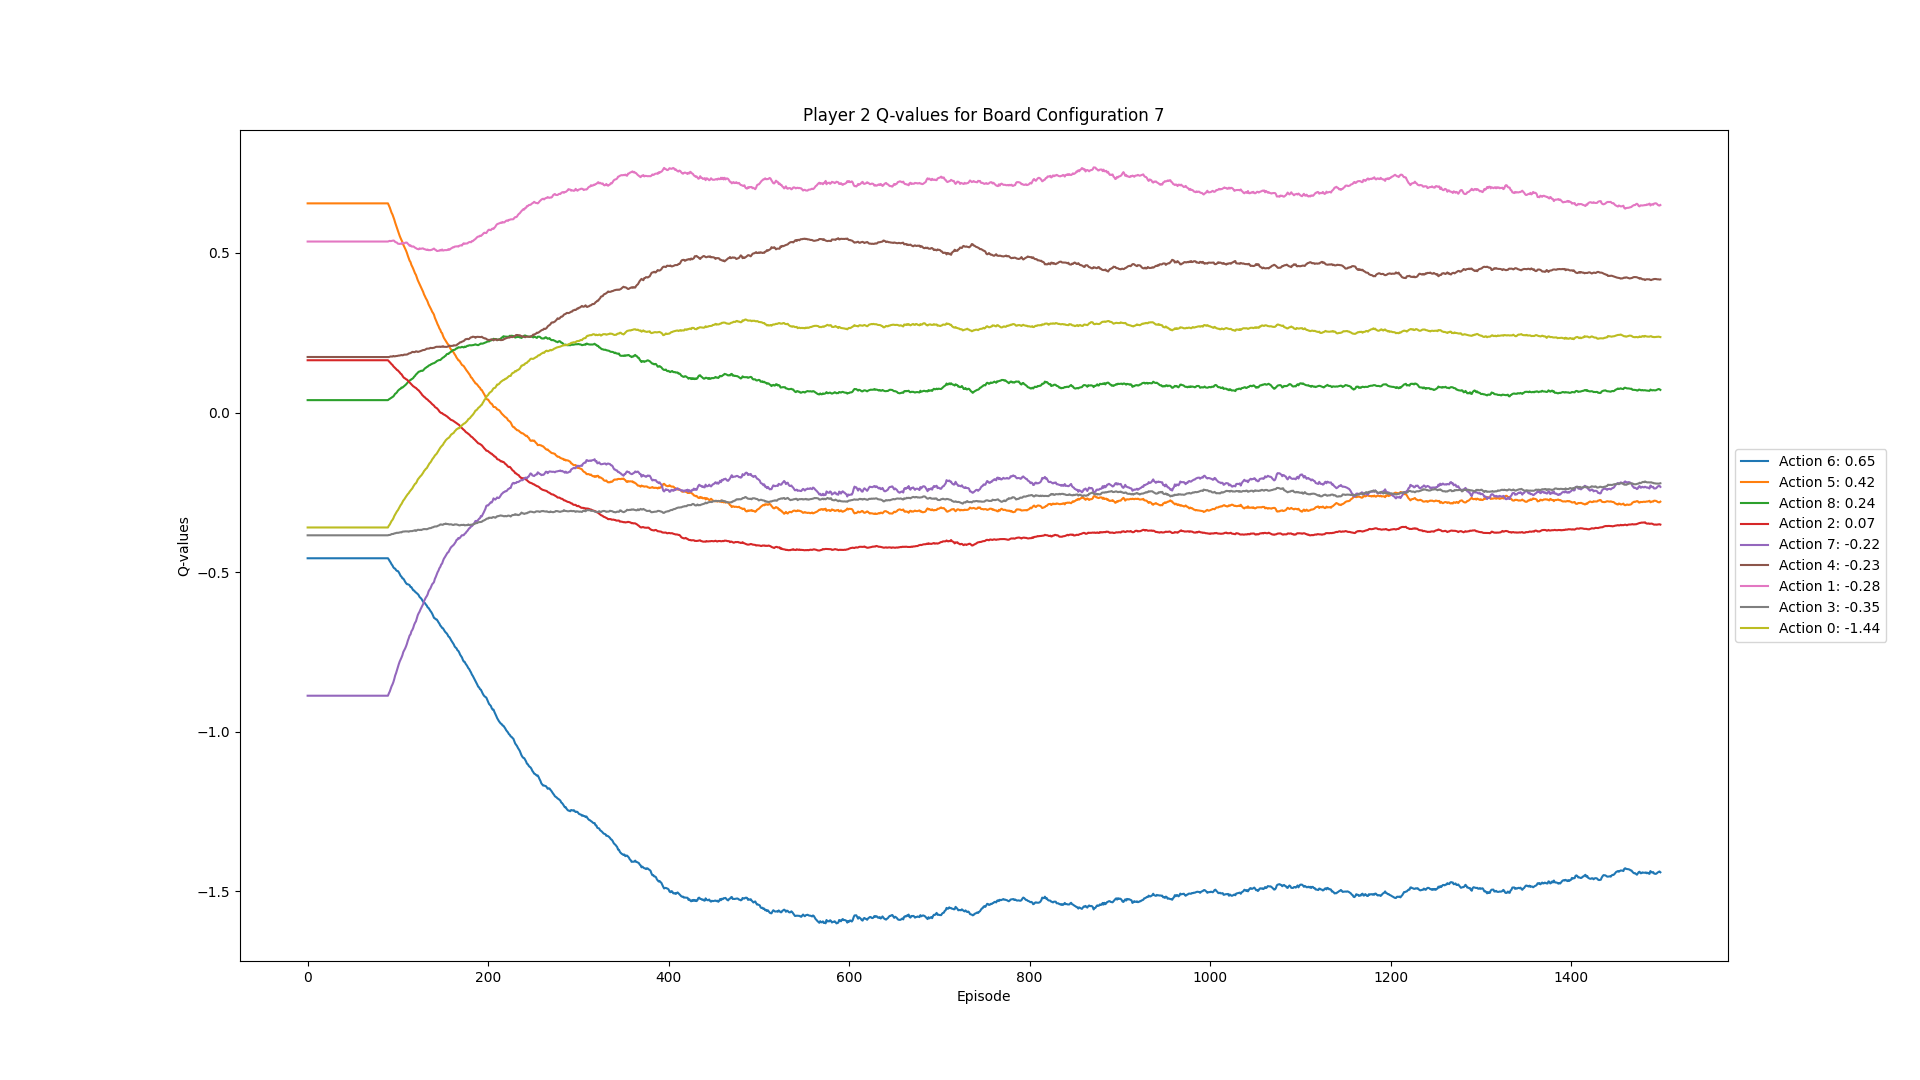 Player 2 Q-values for Board Configuration 7
Q-values
0.5
0.0
−0.5
−1.0
−1.5
0 200 400 600 800 1000 1200 1400
Episode
Action 6: 0.65
Action 5: 0.42
Action 8: 0.24
Action 2: 0.07
Action 7: -0.22
Action 4: -0.23
Action 1: -0.28
Action 3: -0.35
Action 0: -1.44